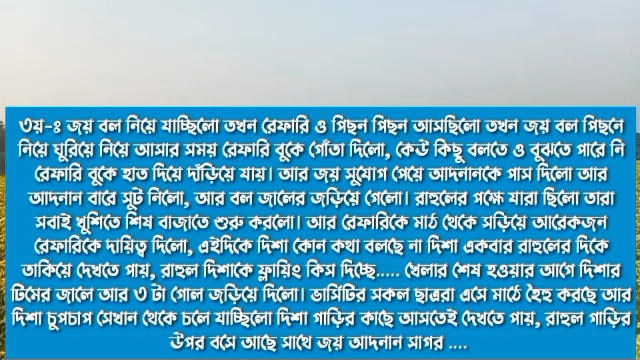 ৩য়-ঃ জয় বল নিয়ে যাচ্ছিলো তখন রেফারি ও পিছন পিছন আসছিলো তখন জয় বল পিছনে
নিয়ে ঘুরিয়ে নিয়ে আসার সময় রেফারি বুকে গোঁতা দিলো, কেউ কিছু বলতে ও বুঝতে পারে নি
রেফারি বুকে হাত দিয়ে দাঁড়িয়ে যায়। আর জয় সুযোগ পেয়ে আদনানকে পাস দিলো আর
আদনান বারে সুট নিলো, আর বল জালের জড়িয়ে গেলো। রাহুলের পক্ষে যারা ছিলো তারা
সবাই খুশিতে শিষ বাজাতে শুরু করলো। আর রেফারিকে মাঠ থেকে সড়িয়ে আরেকজন
রেফারিকে দায়িত্ব দিলো, এইদিকে দিশা কোন কথা বলছে না দিশা একবার রাহুলের দিকে
তাকিয়ে দেখতে পায়, রাহুল দিশাকে ফ্লায়িং কিস দিচ্ছে..... খেলার শেষ হওয়ার আগে দিশার
টিমের জালে আর ৩ টা গোল জড়িয়ে দিলো। ভার্সিটির সকল ছাত্ররা এসে মাঠে হৈহু করছে আর
দিশা চুপচাপ সেখান থেকে চলে যাচ্ছিলো দিশা গাড়ির কাছে আসতেই দেখতে পায়, রাহুল গাড়ির
উপর বসে আছে সাথে জয় আদনান সাগর ....